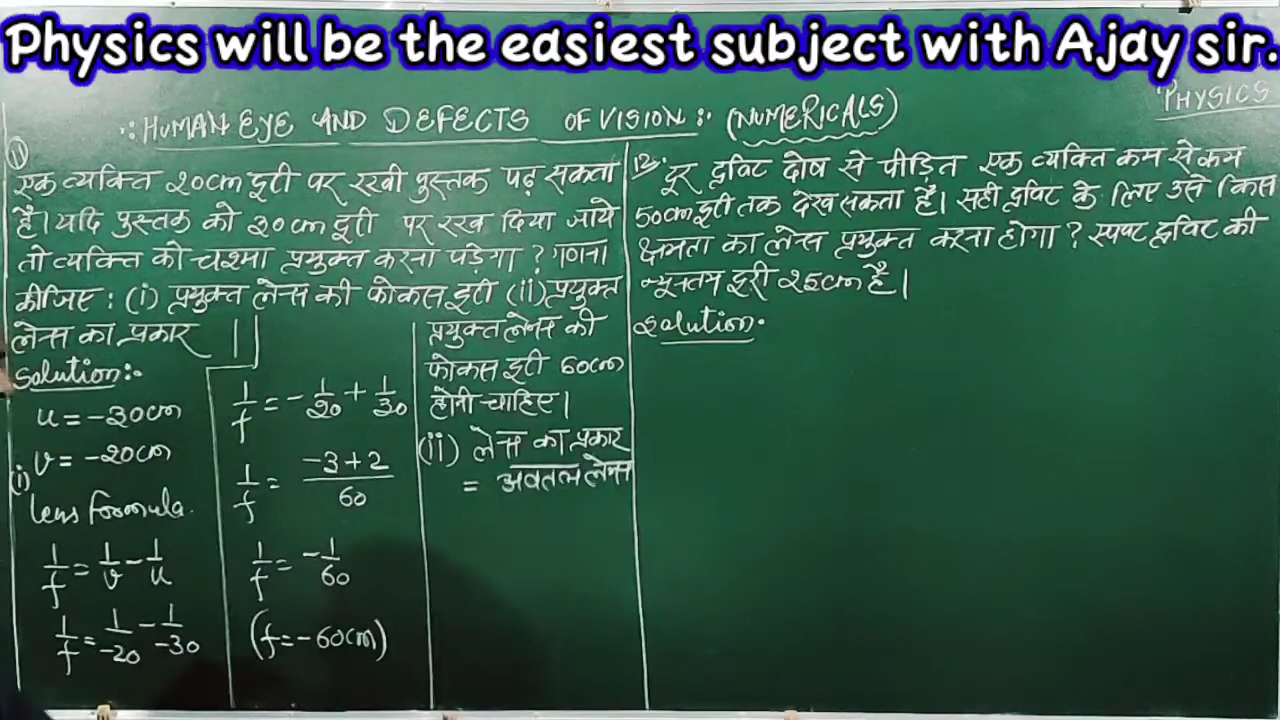 Physics will be the easiest subject with Ajay sir.
PHYSICS
∴ HUMAN EYE AND DEFECTS OF VISION :- (NUMERICALS)
11
एक व्यक्ति 20cm दूरी पर रखी पुस्तक पढ़ सकता
है। यदि पुस्तक को 30cm दूरी पर रख दिया जाये
तो व्यक्ति को चश्मा प्रयुक्त करना पड़ेगा? गणना
कीजिए: (i) प्रयुक्त लेन्स की फोकस दूरी (ii) प्रयुक्त
लेन्स का प्रकार
Solution:-
u = -30cm
v = -20cm
(i)
lens formula.
1/f = 1/v - 1/u
1/f = 1/-20 - 1/-30
1/f = -1/20 + 1/30
1/f = -3+2/60
1/f = -1/60
(f = -60cm)
प्रयुक्त लेन्स की
फोकस दूरी 60cm
होनी चाहिए।
(ii) लेन्स का प्रकार
= अवतल लेन्स
12. दूर दृष्टि दोष से पीड़ित एक व्यक्ति कम से कम
50cm दूरी तक देख सकता है। सही दृष्टि के लिए उसे किस
क्षमता का लेन्स प्रयुक्त करना होगा? स्पष्ट दृष्टि की
न्यूनतम दूरी 25cm है।
Solution.